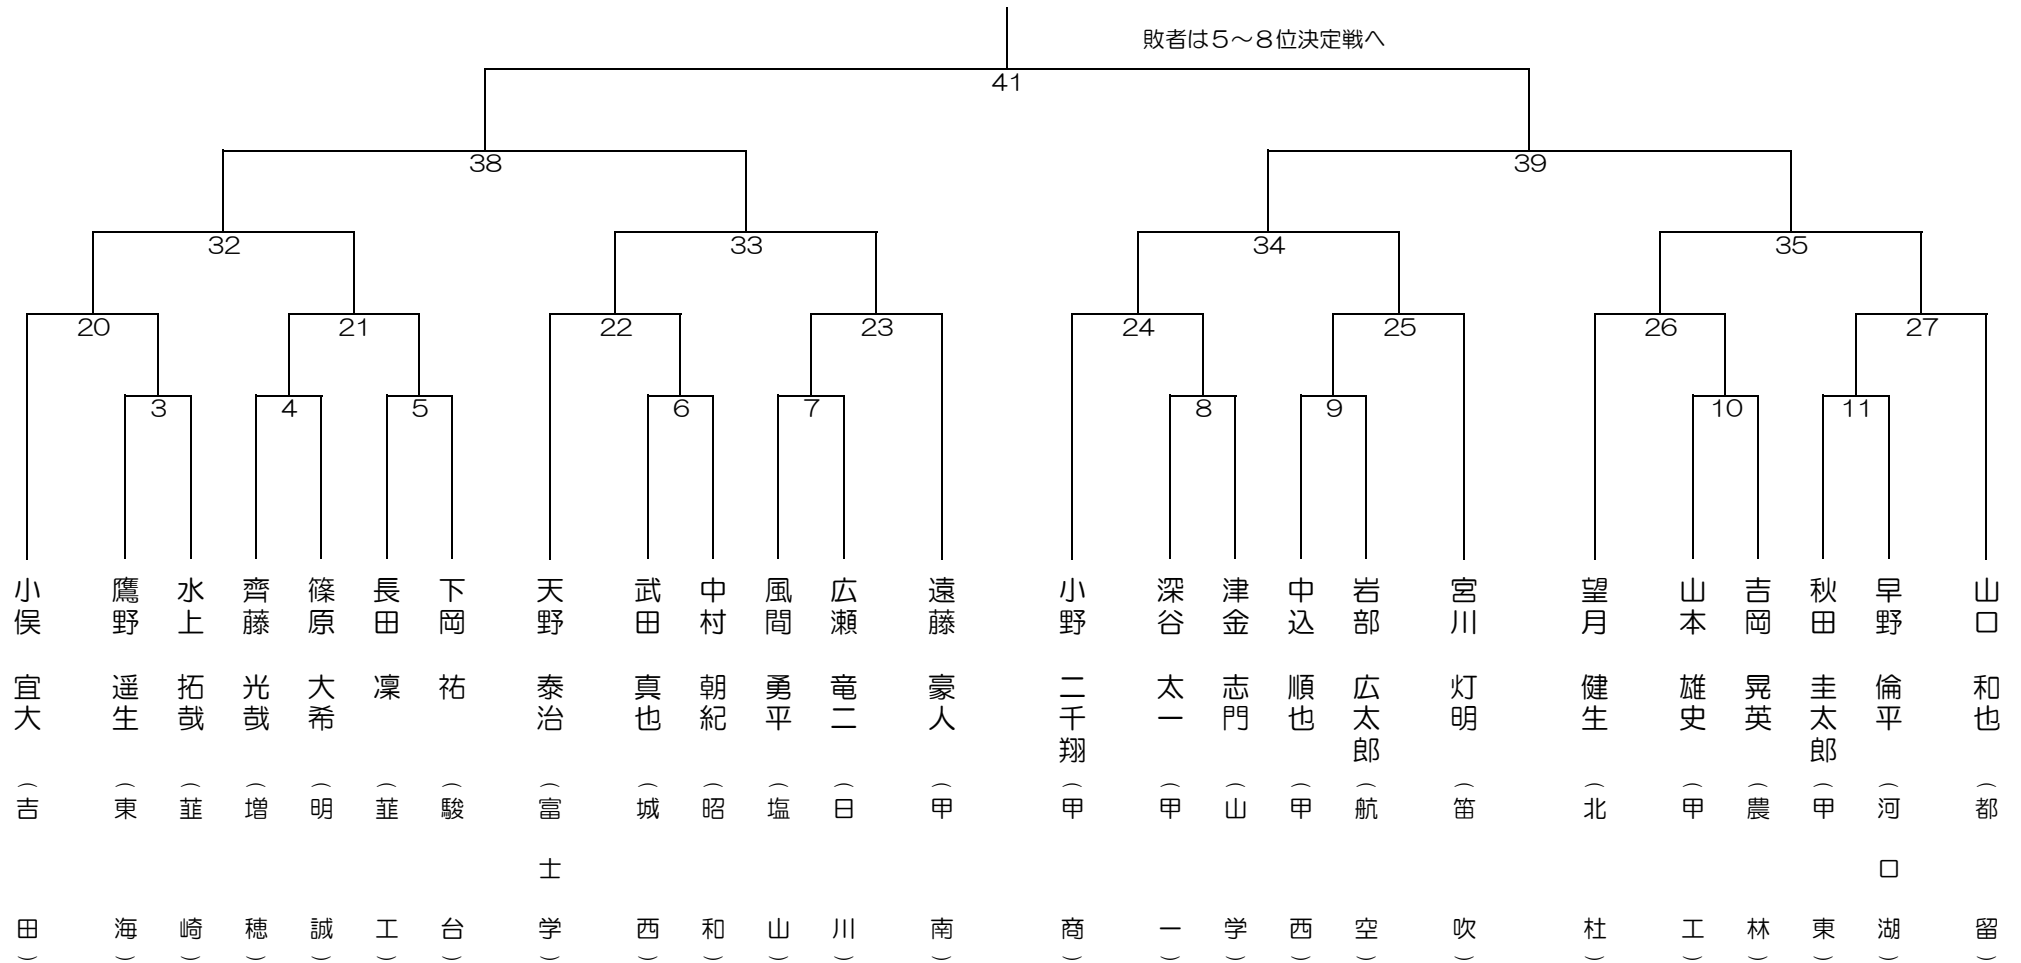 敗者は５～８位決定戦へ
41
38
39
32
33
34
35
20
21
22
23
24
25
26
27
3
4
5
6
7
8
9
10
11
小俣 宜大 （吉田）
鷹野 遥生 （東海）
水上 拓哉 （韮崎）
齊藤 光哉 （増穂）
篠原 大希 （明誠）
長田 凜 （韮工）
下岡 祐 （駿台）
天野 泰治 （富士学）
武田 真也 （城西）
中村 朝紀 （昭和）
風間 勇平 （塩山）
広瀬 竜二 （日川）
遠藤 豪人 （甲南）
小野 二千翔 （甲商）
深谷 太一 （甲一）
津金 志門 （山学）
中込 順也 （甲西）
岩部 広太郎 （航空）
宮川 灯明 （笛吹）
望月 健生 （北杜）
山本 雄史 （甲工）
吉岡 晃英 （農林）
秋田 圭太郎 （甲東）
早野 倫平 （河口湖）
山口 和也 （都留）